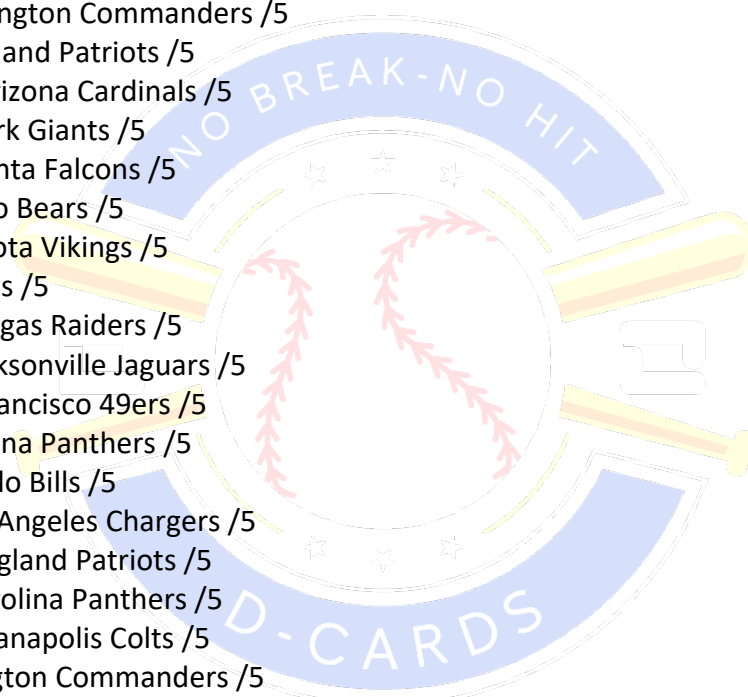 ngton Commanders /5
and Patriots /5
izona Cardinals /5
rk Giants /5
nta Falcons /5
o Bears /5
ota Vikings /5
s /5
gas Raiders /5
ksonville Jaguars /5
ancisco 49ers /5
na Panthers /5
lo Bills /5
Angeles Chargers /5
gland Patriots /5
olina Panthers /5
anapolis Colts /5
gton Commanders /5
NO BREAK-NO HIT
D-CARDS